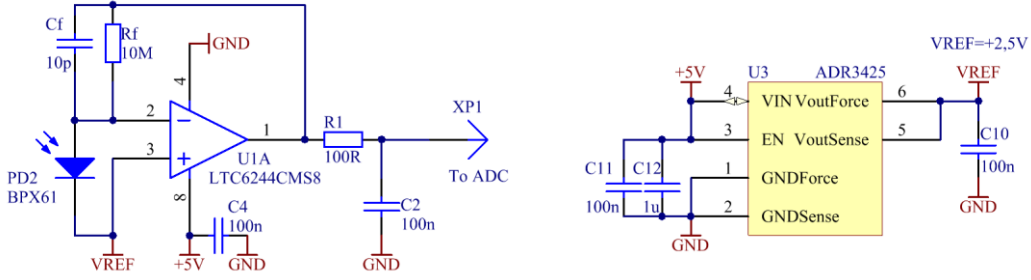 Cf
10p
Rf
10M
GND
4
2
3
1
8
U1A
LTC6244CMS8
PD2
BPX61
R1
100R
XP1
To ADC
C2
100n
C4
100n
VREF
+5V
GND
GND
VREF=+2,5V
+5V
U3
ADR3425
VREF
4
VIN
VoutForce
6
3
EN
VoutSense
5
1
GNDForce
2
GNDSense
C11
100n
C12
1u
C10
100n
GND
GND